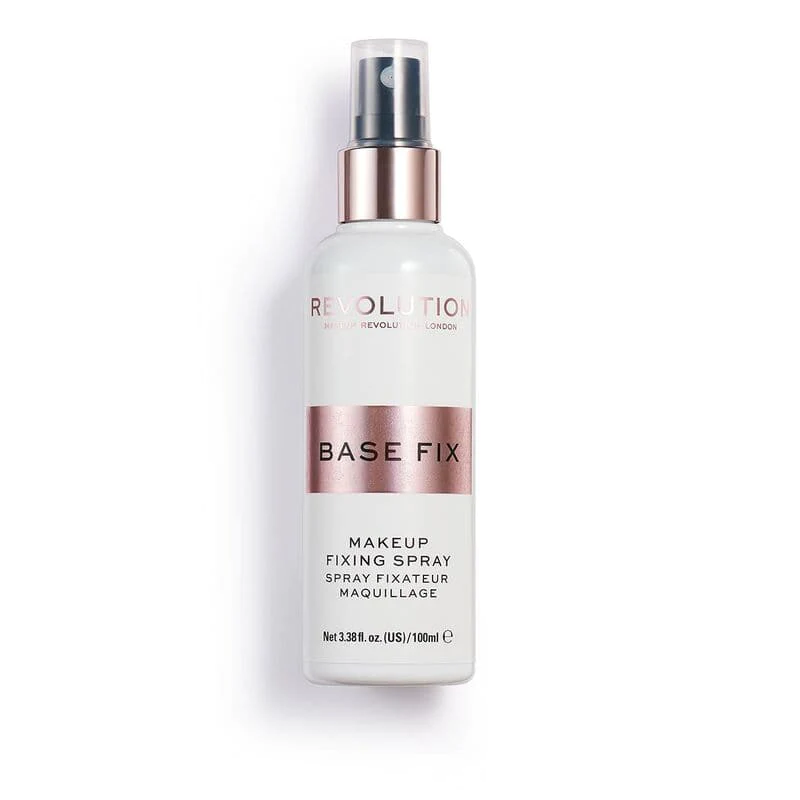 REVOLUTION
MAKEUP REVOLUTION LONDON
BASE FIX
MAKEUP
FIXING SPRAY
SPRAY FIXATEUR
MAQUILLAGE
Net 3.38 fl. oz. (US)/100ml ℮